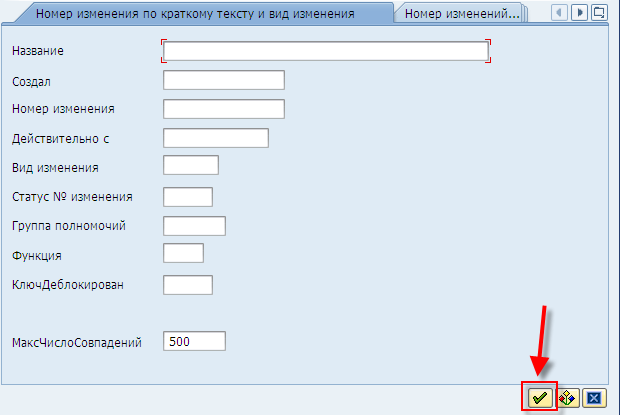 Номер изменения по краткому тексту и вид изменения
Номер изменений...
Название
Создал
Номер изменения
Действительно с
Вид изменения
Статус № изменения
Группа полномочий
Функция
КлючДеблокирован
МаксЧислоСовпадений 500